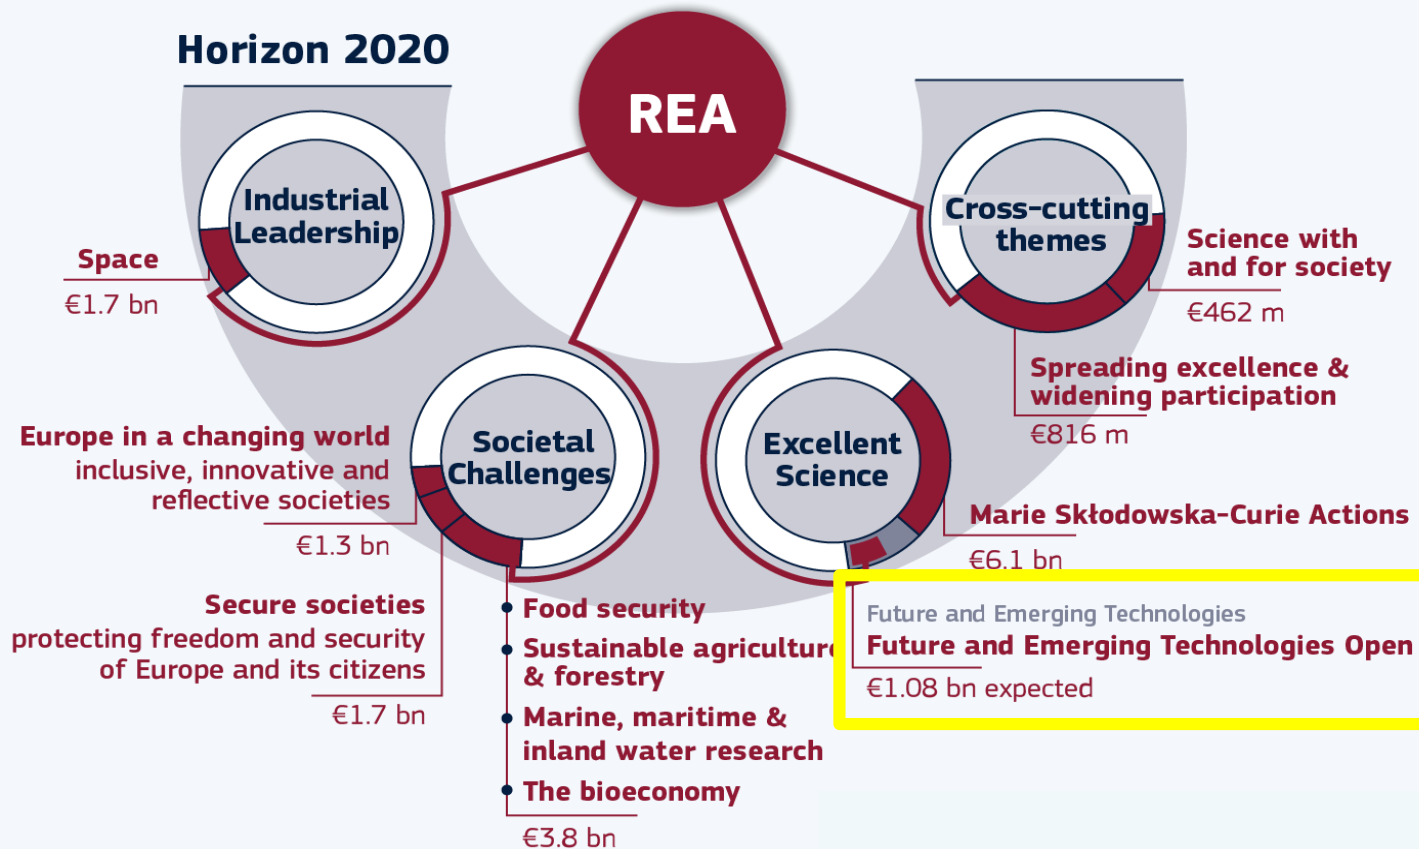 Horizon 2020
REA
Industrial
Leadership
Space
€1.7 bn
Cross-cutting
themes
Science with
and for society
€462 m
Spreading excellence &
widening participation
€816 m
Societal
Challenges
Europe in a changing world
inclusive, innovative and
reflective societies
€1.3 bn
Secure societies
protecting freedom and security
of Europe and its citizens
€1.7 bn
Food security
Sustainable agriculture
& forestry
Marine, maritime &
inland water research
The bioeconomy
€3.8 bn
Excellent
Science
Marie Skłodowska-Curie Actions
€6.1 bn
Future and Emerging Technologies
Future and Emerging Technologies Open
€1.08 bn expected